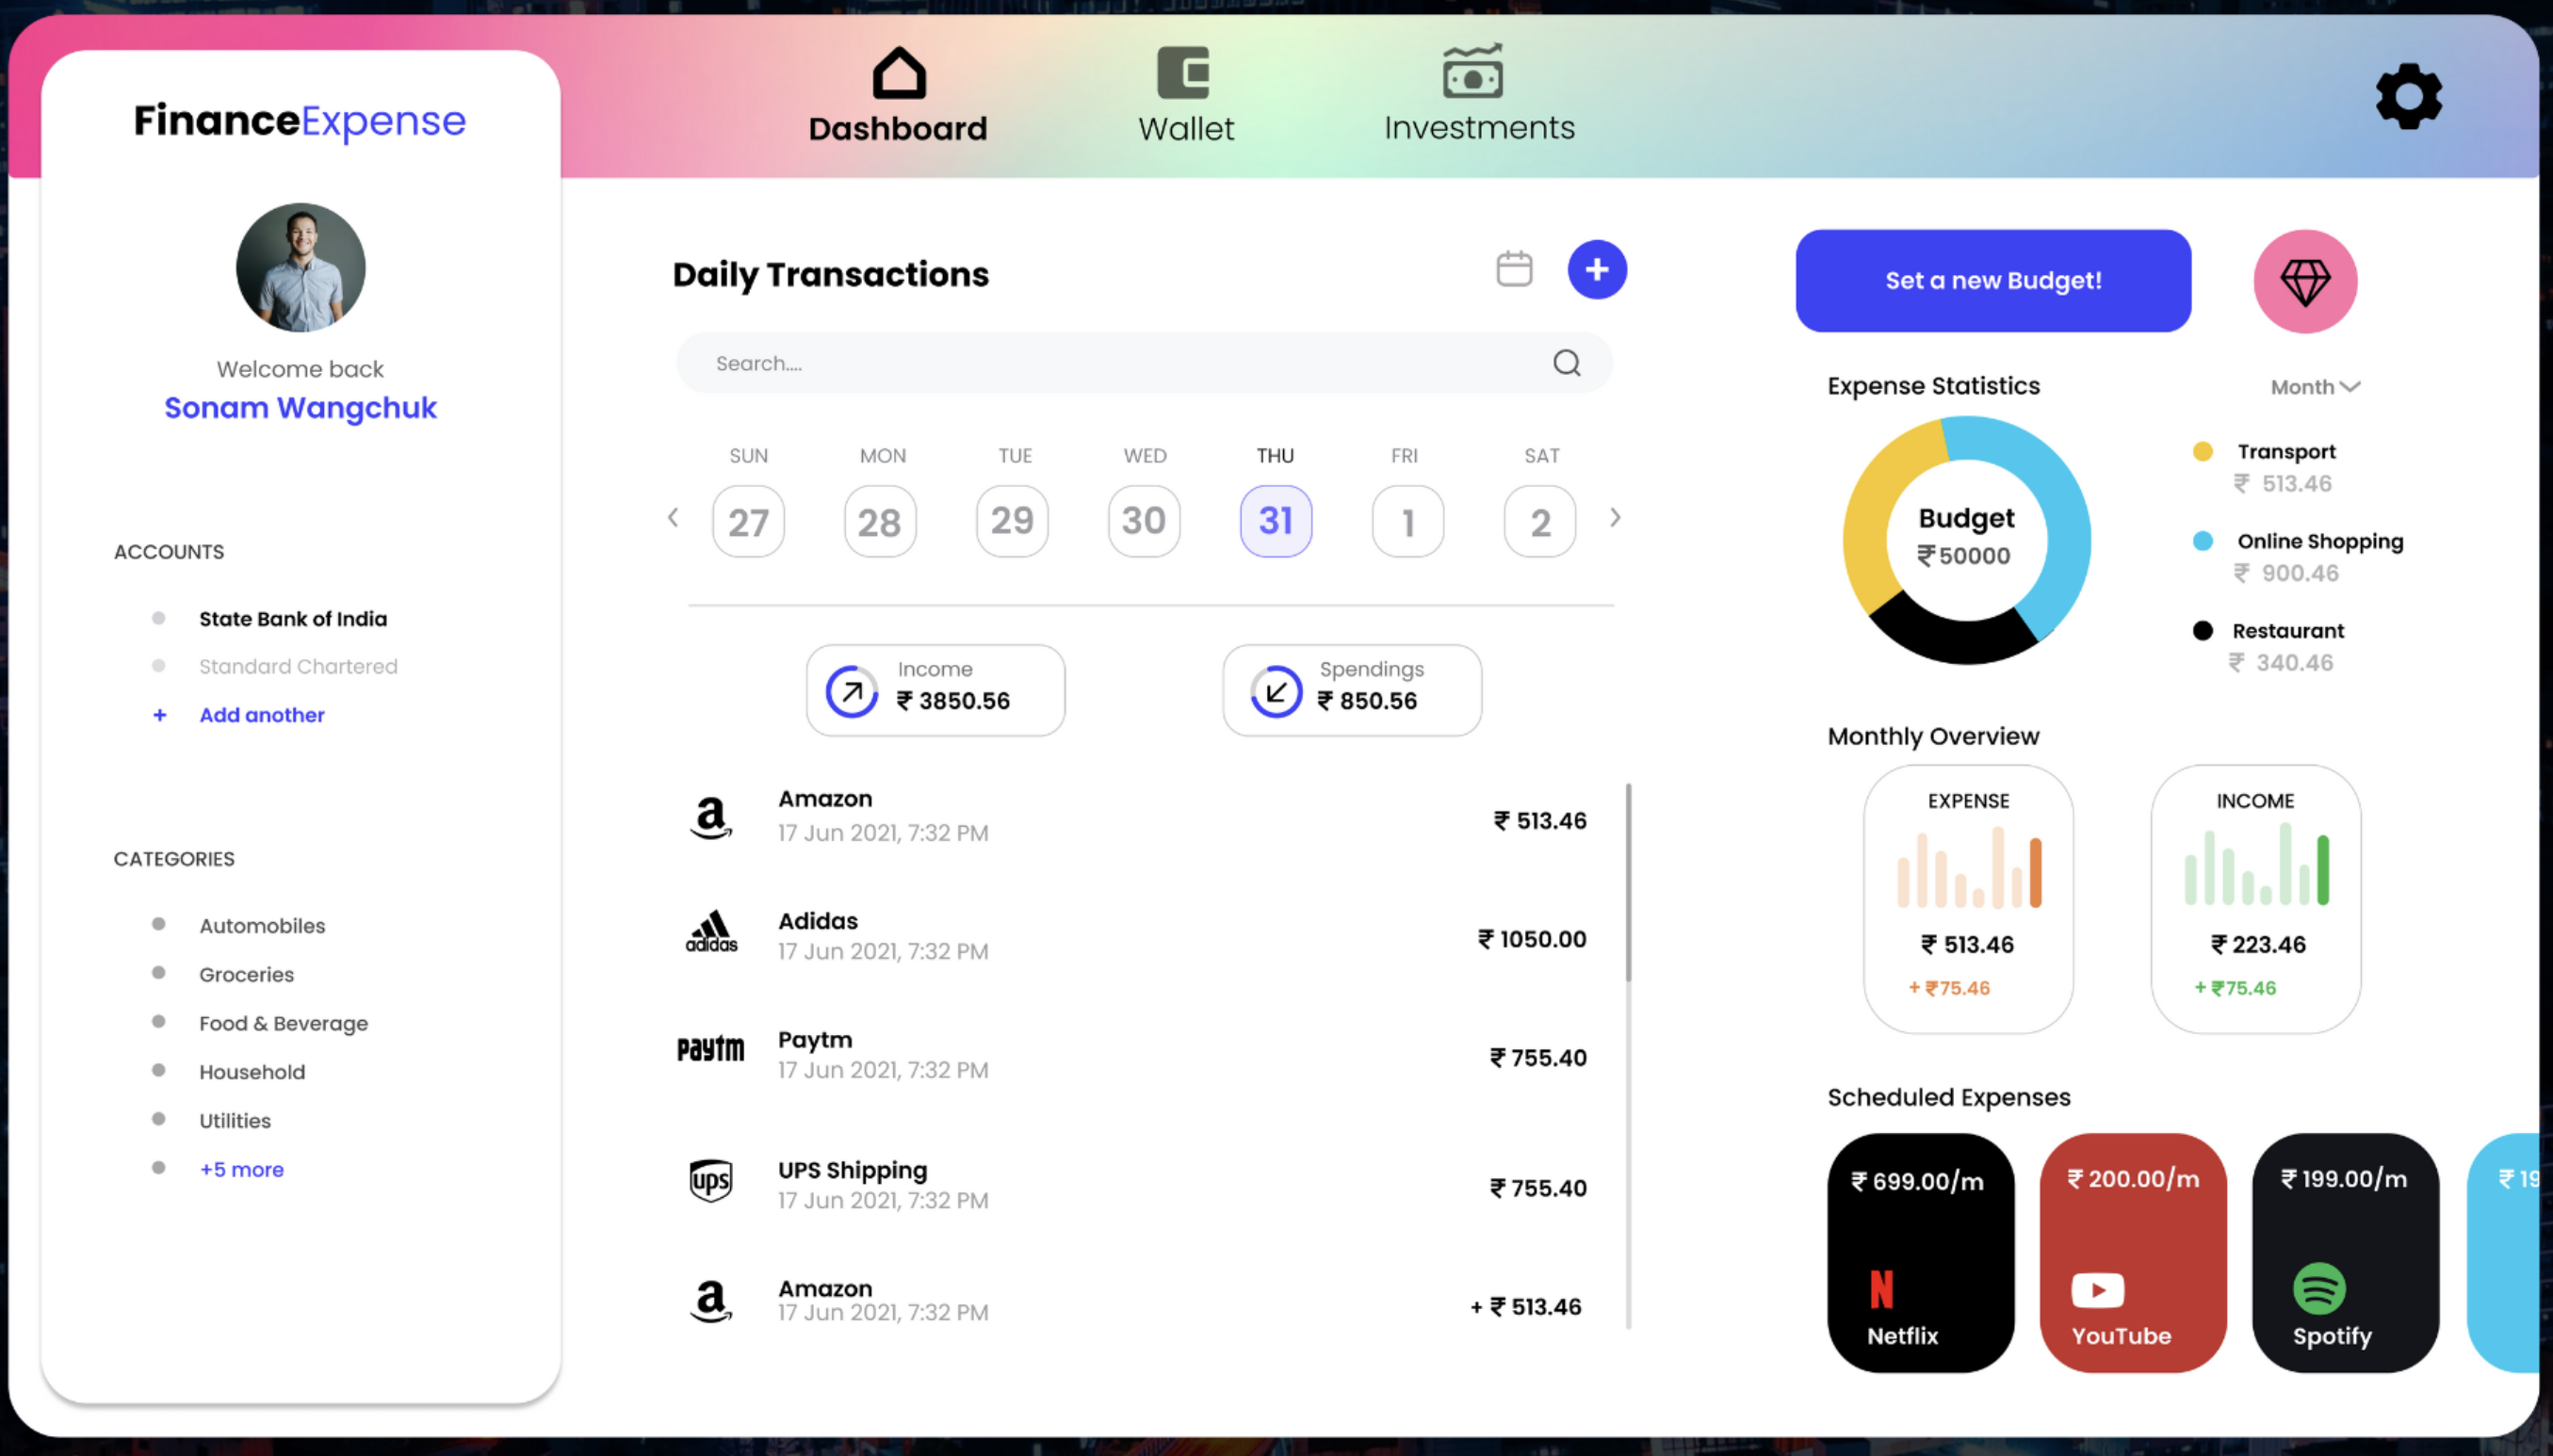 FinanceExpense
Dashboard
Wallet
Investments
Welcome back
Sonam Wangchuk
ACCOUNTS
State Bank of India
Standard Chartered
+ Add another
CATEGORIES
Automobiles
Groceries
Food & Beverage
Household
Utilities
+5 more
Daily Transactions
+
Search....
SUN MON TUE WED THU FRI SAT
27 28 29 30 31 1 2
Income
₹ 3850.56
Spendings
₹ 850.56
a
Amazon
17 Jun 2021, 7:32 PM
₹ 513.46
adidas
Adidas
17 Jun 2021, 7:32 PM
₹ 1050.00
paytm
Paytm
17 Jun 2021, 7:32 PM
₹ 755.40
ups
UPS Shipping
17 Jun 2021, 7:32 PM
₹ 755.40
a
Amazon
17 Jun 2021, 7:32 PM
+ ₹ 513.46
Set a new Budget!
Expense Statistics
Month
Budget
₹50000
Transport
₹ 513.46
Online Shopping
₹ 900.46
Restaurant
₹ 340.46
Monthly Overview
EXPENSE
₹ 513.46
+ ₹75.46
INCOME
₹ 223.46
+ ₹75.46
Scheduled Expenses
₹ 699.00/m
N
Netflix
₹ 200.00/m
YouTube
₹ 199.00/m
Spotify
₹ 19